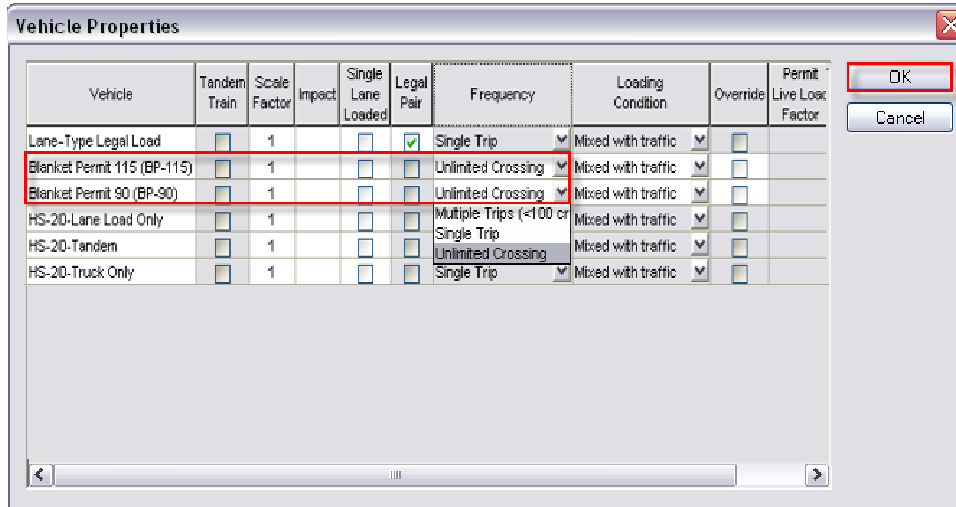 Vehicle Properties
Vehicle Tandem Train Scale Factor Impact Single Lane Loaded Legal Pair Frequency Loading Condition Override Permit Live Load Factor
Lane-Type Legal Load 1 Single Trip Mixed with traffic
Blanket Permit 115 (BP-115) 1 Unlimited Crossing Mixed with traffic
Blanket Permit 90 (BP-90) 1 Unlimited Crossing Mixed with traffic
HS-20-Lane Load Only 1 Mutiple Trips (<100 cr Mixed with traffic
Single Trip
HS-20-Tandem 1 Unlimited Crossing Mixed with traffic
HS-20-Truck Only 1 Single Trip Mixed with traffic
OK
Cancel